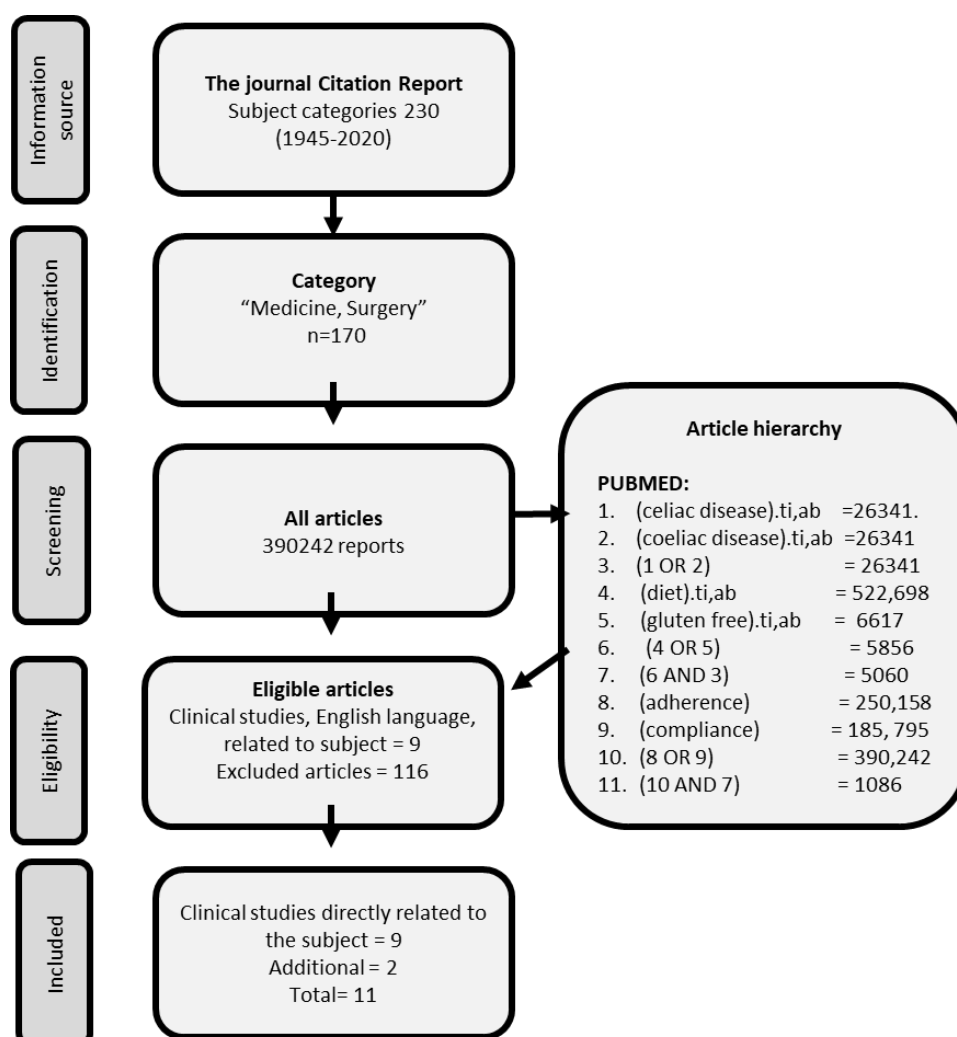 Information
source
The journal Citation Report
Subject categories 230
(1945-2020)
Identification
Category
“Medicine, Surgery”
n=170
Screening
All articles
390242 reports
Article hierarchy
PUBMED:
1. (celiac disease).ti,ab =26341.
2. (coeliac disease).ti,ab =26341
3. (1 OR 2) = 26341
4. (diet).ti,ab = 522,698
5. (gluten free).ti,ab = 6617
6. (4 OR 5) = 5856
7. (6 AND 3) = 5060
8. (adherence) = 250,158
9. (compliance) = 185, 795
10. (8 OR 9) = 390,242
11. (10 AND 7) = 1086
Eligibility
Eligible articles
Clinical studies, English language,
related to subject = 9
Excluded articles = 116
Included
Clinical studies directly related to
the subject = 9
Additional = 2
Total= 11